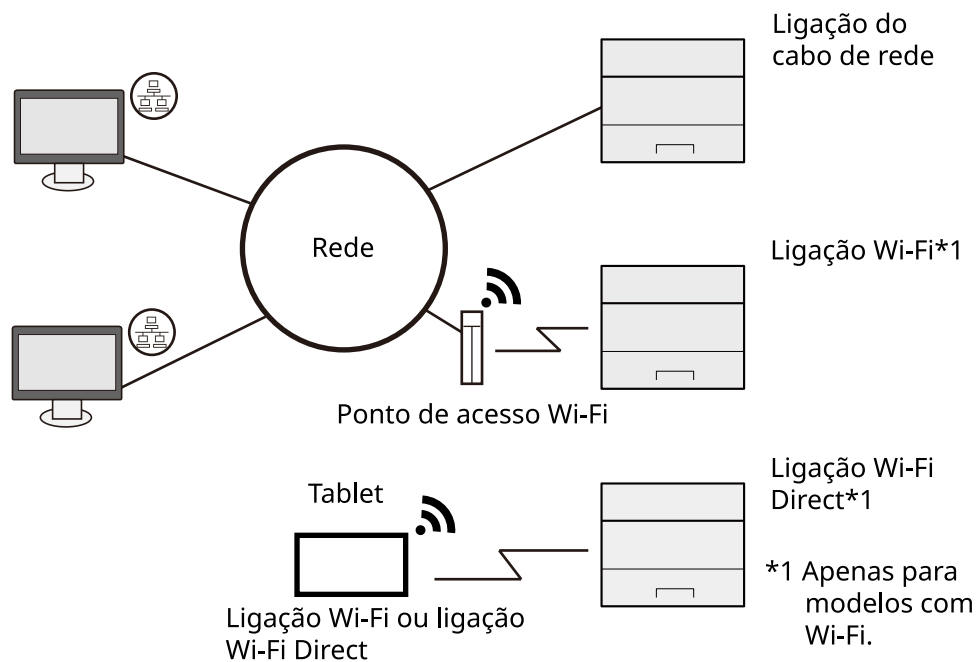 Ligação do
cabo de rede
Rede
Ligação Wi-Fi*1
Ponto de acesso Wi-Fi
Tablet
Ligação Wi-Fi
Direct*1
*1 Apenas para
modelos com
Wi-Fi.
Ligação Wi-Fi ou ligação
Wi-Fi Direct